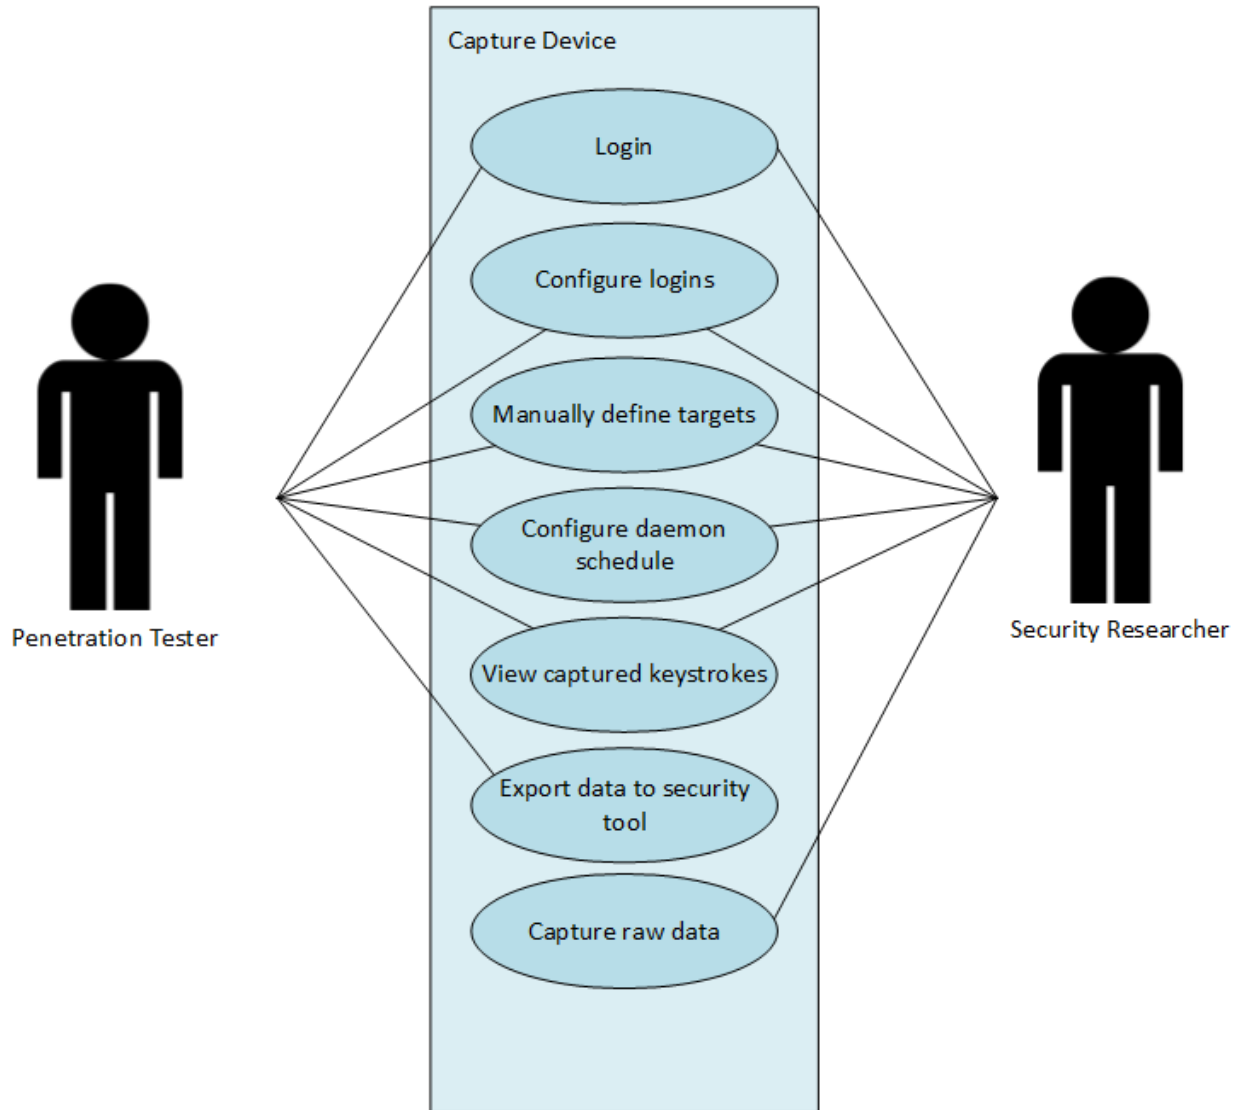 Capture Device
Login
Configure logins
Manually define targets
Configure daemon
schedule
View captured keystrokes
Export data to security
tool
Capture raw data
Penetration Tester
Security Researcher